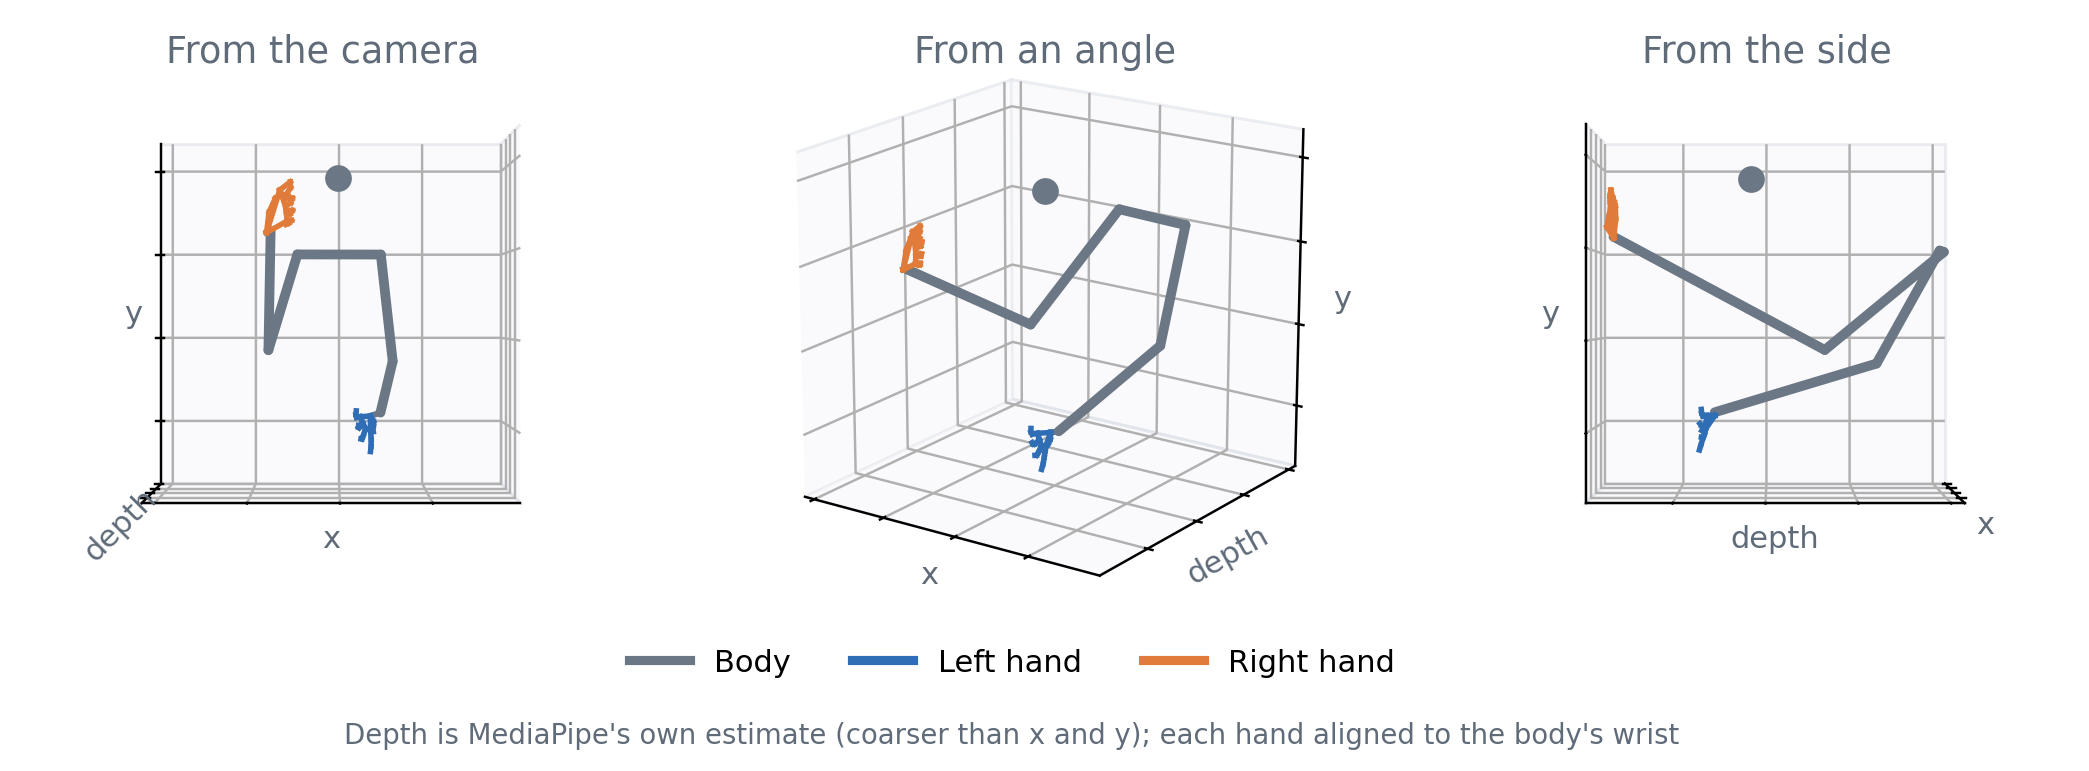 From the camera
From an angle
From the side
y
depth
x
x
depth
y
y
depth
x
Body
Left hand
Right hand
Depth is MediaPipe's own estimate (coarser than x and y); each hand aligned to the body's wrist